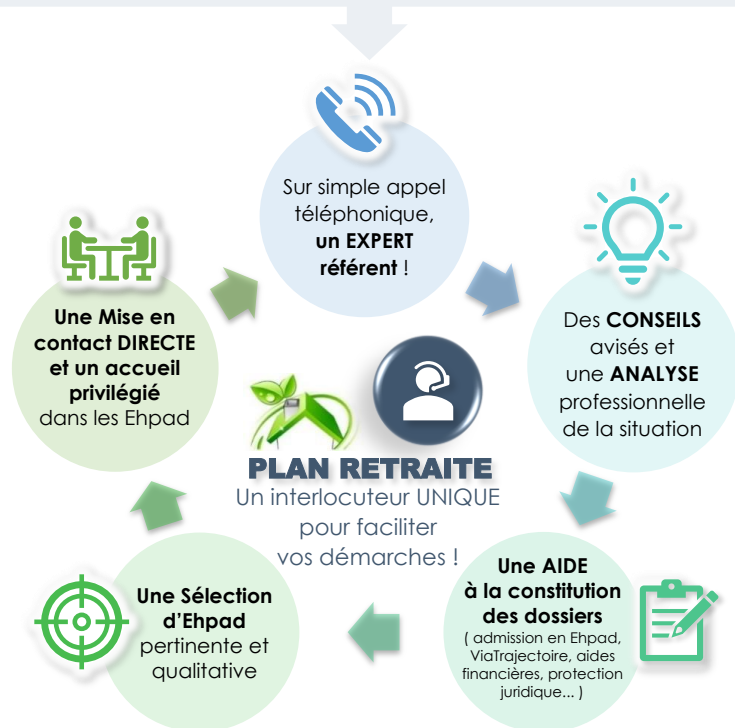 Sur simple appel
téléphonique,
un EXPERT
référent !
Des CONSEILS
avisés et
une ANALYSE
professionnelle
de la situation
Une AIDE
à la constitution
des dossiers
( admission en Ehpad,
ViaTrajectoire, aides
financières, protection
juridique... )
Une Sélection
d'Ehpad
pertinente et
qualitative
Une Mise en
contact DIRECTE
et un accueil
privilégié
dans les Ehpad
PLAN RETRAITE
Un interlocuteur UNIQUE
pour faciliter
vos démarches !